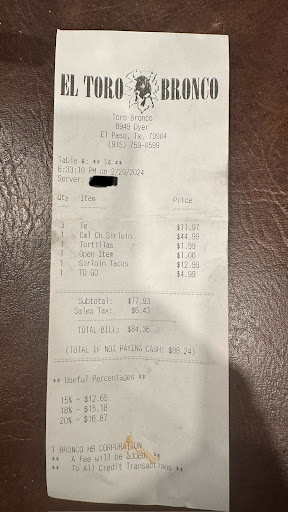 EL TORO BRONCO
Toro Bronco
8949 Dyer
El Paso, Tx. 79904
(915) 759-0599
Table #: ** 14 **
6:33:10 PM on 2/29/2024
Server:
Qty Item Price
3 Te $11.97
1 Cml Ch Sirloin $44.99
1 Tortillas $1.99
1 Open Item $1.00
1 Sirloin Tacos $12.99
1 TO GO $4.99
Subtotal: $77.93
Sales Tax: $6.43
TOTAL BILL: $84.36
(TOTAL IF NOT PAYING CASH: $88.24)
** Useful Percentages **
15% - $12.65
18% - $15.18
20% - $16.87
BRONCO HB CORPORATION
** A Fee will be added **
** To All Credit Transactions **